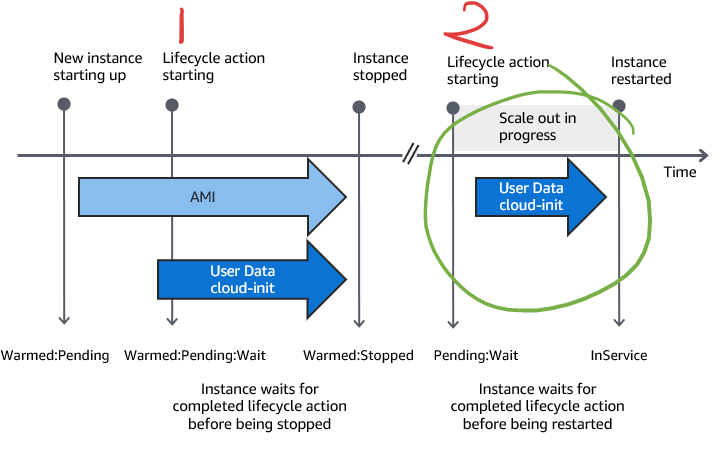 1
2
New instance
starting up
Lifecycle action
starting
Instance
stopped
Lifecycle action
starting
Instance
restarted
Scale out in
progress
Time
AMI
User Data
cloud-init
User Data
cloud-init
Warmed:Pending
Warmed:Pending:Wait
Warmed:Stopped
Pending:Wait
InService
Instance waits for
completed lifecycle action
before being stopped
Instance waits for
completed lifecycle action
before being restarted